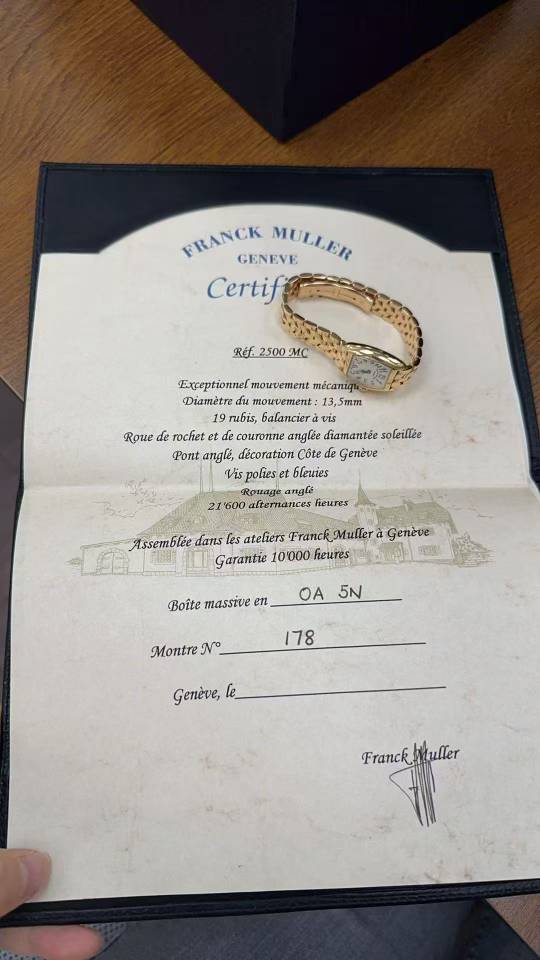 FRANCK MULLER
GENEVE
Réf. 2500 MC
Exceptionnel mouvement
Diamètre du mouvement : 13,5mm
19 rubis, balancier à vis
Roue de rochet et de couronne anglée diamantée soleillée
Pont anglé, décoration Côte de Genève
Vis polies et bleuies
Rouage anglé
21'600 alternances heures
Assemblée dans les ateliers Franck Muller à Genève
Garantie 10'000 heures
Boîte massive en OA 5N
Montre N° 178
Genève, le
Franck Muller